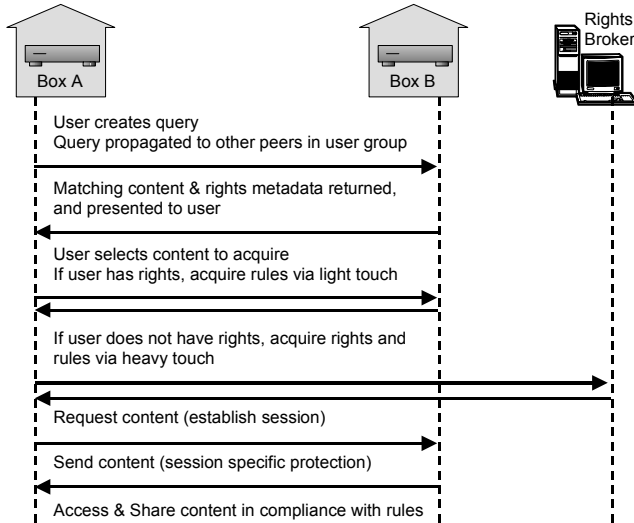 Rights
Broker
Box A
Box B
User creates query
Query propagated to other peers in user group
Matching content & rights metadata returned,
and presented to user
User selects content to acquire
If user has rights, acquire rules via light touch
If user does not have rights, acquire rights and
rules via heavy touch
Request content (establish session)
Send content (session specific protection)
Access & Share content in compliance with rules